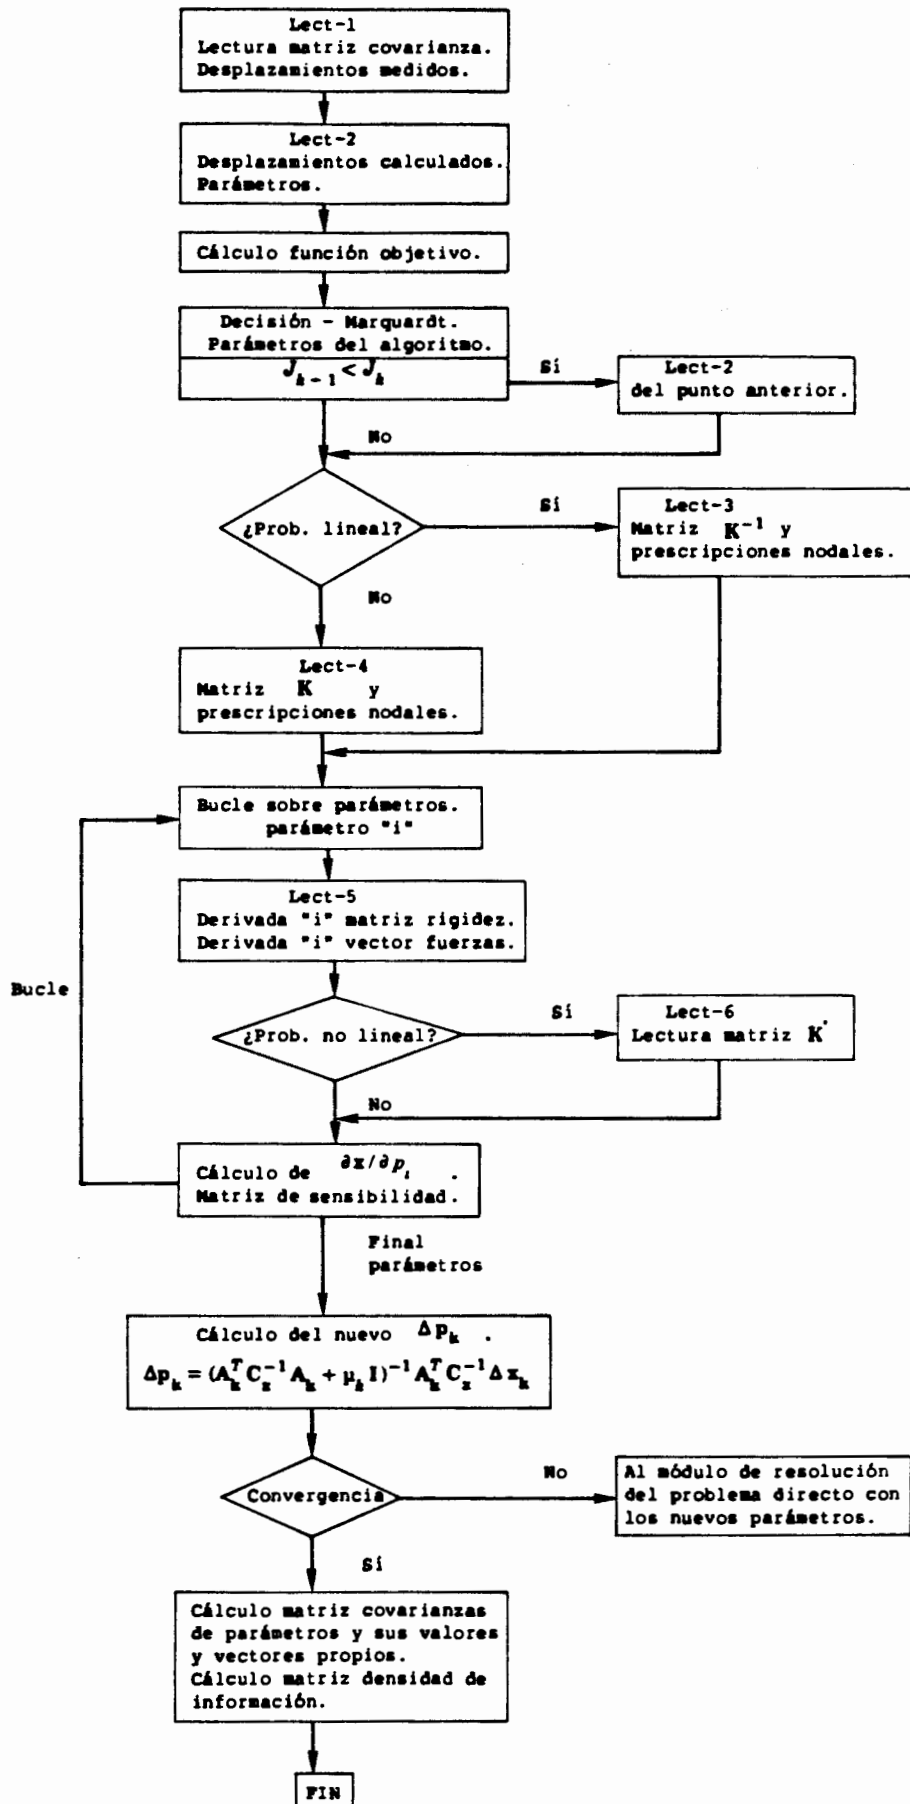 Lect-1
Lectura matriz covarianza.
Desplazamientos medidos.
Lect-2
Desplazamientos calculados.
Parámetros.
Cálculo función objetivo.
Decisión - Marquardt.
Parámetros del algoritmo.
J_{k-1} < J_k
Sí
Lect-2
del punto anterior.
No
¿Prob. lineal?
Sí
Lect-3
Matriz K⁻¹ y
prescripciones nodales.
No
Lect-4
Matriz K y
prescripciones nodales.
Bucle sobre parámetros.
parámetro "i"
Lect-5
Derivada "i" matriz rigidez.
Derivada "i" vector fuerzas.
Bucle
¿Prob. no lineal?
Sí
Lect-6
Lectura matriz K*
No
Cálculo de ∂x/∂p_i .
Matriz de sensibilidad.
Final
parámetros
Cálculo del nuevo Δp_k .
Δp_k = (A_k^T C_x^{-1} A_k + μ_k I)^{-1} A_k^T C_x^{-1} Δx_k
Convergencia
No
Al módulo de resolución
del problema directo con
los nuevos parámetros.
Sí
Cálculo matriz covarianzas
de parámetros y sus valores
y vectores propios.
Cálculo matriz densidad de
información.
FIN